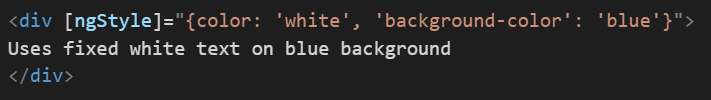 <div [ngStyle]="{color: 'white', 'background-color': 'blue'}">
Uses fixed white text on blue background
</div>